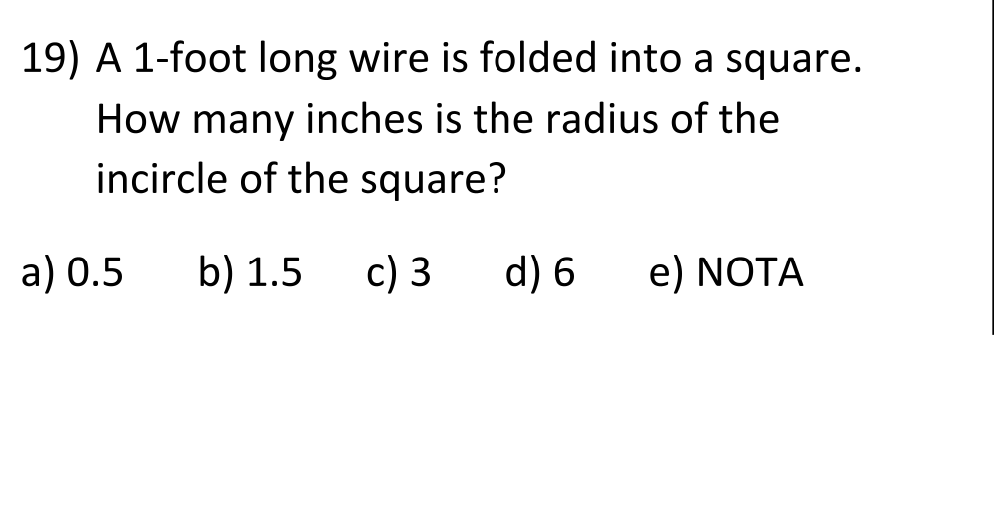 19) A 1-foot long wire is folded into a square.
How many inches is the radius of the
incircle of the square?
a) 0.5 b) 1.5 c) 3 d) 6 e) NOTA